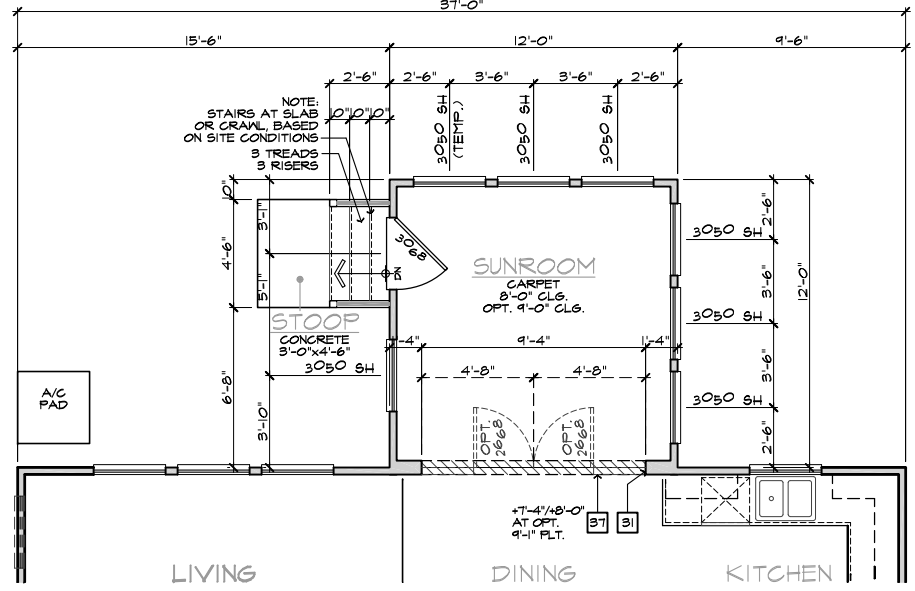 37'-0"
15'-6"
12'-0"
9'-6"
2'-6"
2'-6"
3'-6"
3'-6"
2'-6"
NOTE:
STAIRS AT SLAB
OR CRAWL, BASED
ON SITE CONDITIONS
3 TREADS
3 RISERS
10"
10"
10"
3050 SH
(TEMP.)
3050 SH
3050 SH
10"
4'-6"
6'-8"
3'-1"
5'-1"
3'-10"
3068
DN
STOOP
CONCRETE
3'-0"x4'-6"
3050 SH
SUNROOM
CARPET
8'-0" CLG.
OPT. 9'-0" CLG.
3050 SH
3050 SH
3050 SH
2'-6"
3'-6"
3'-6"
2'-6"
12'-0"
1'-4"
9'-4"
1'-4"
4'-8"
4'-8"
OPT.
2668
OPT.
2668
A/C
PAD
+7'-4"/+8'-0"
AT OPT.
9'-1" PLT.
37
31
LIVING
DINING
KITCHEN